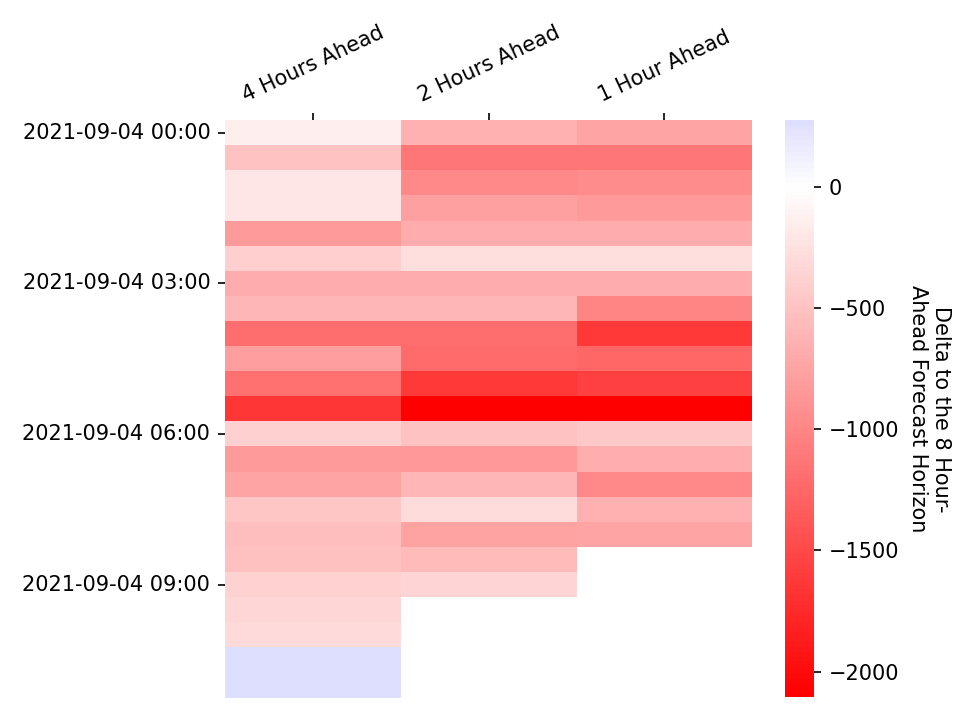 4 Hours Ahead
2 Hours Ahead
1 Hour Ahead
2021-09-04 00:00
2021-09-04 03:00
2021-09-04 06:00
2021-09-04 09:00
0
−500
−1000
−1500
−2000
Delta to the 8 Hour-
Ahead Forecast Horizon